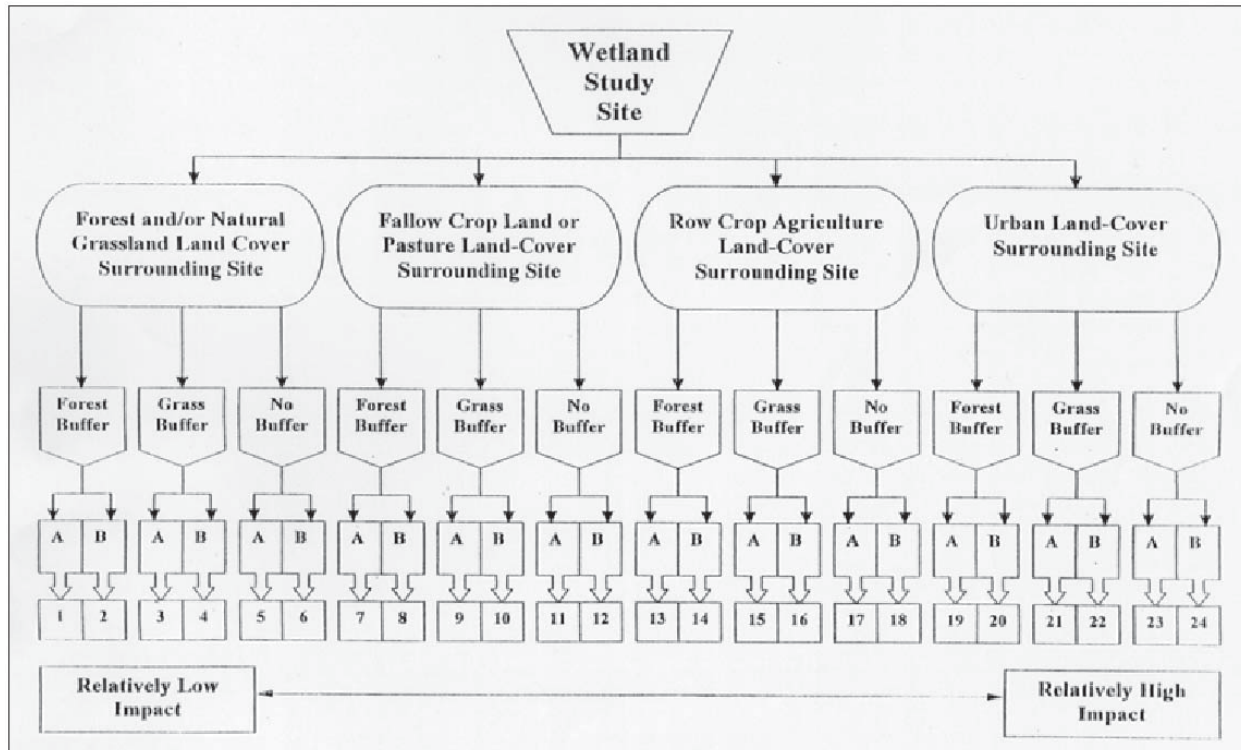 Wetland
Study
Site
Forest and/or Natural
Grassland Land Cover
Surrounding Site
Fallow Crop Land or
Pasture Land-Cover
Surrounding Site
Row Crop Agriculture
Land-Cover
Surrounding Site
Urban Land-Cover
Surrounding Site
Forest
Buffer
Grass
Buffer
No
Buffer
Forest
Buffer
Grass
Buffer
No
Buffer
Forest
Buffer
Grass
Buffer
No
Buffer
Forest
Buffer
Grass
Buffer
No
Buffer
A B A B A B A B A B A B A B A B A B A B A B A B
1 2 3 4 5 6 7 8 9 10 11 12 13 14 15 16 17 18 19 20 21 22 23 24
Relatively Low
Impact
Relatively High
Impact